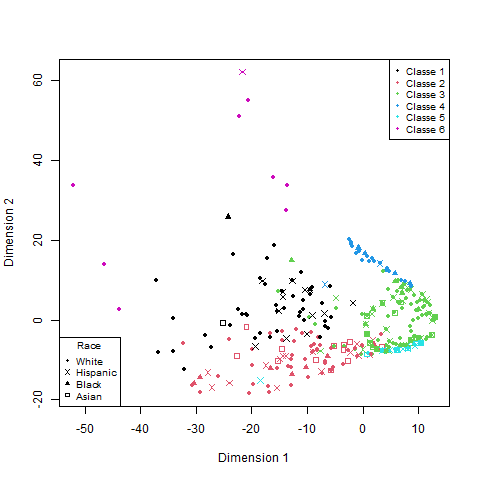 60
40
20
0
-20
Dimension 2
Classe 1
Classe 2
Classe 3
Classe 4
Classe 5
Classe 6
Race
White
Hispanic
Black
Asian
-50
-40
-30
-20
-10
0
10
Dimension 1